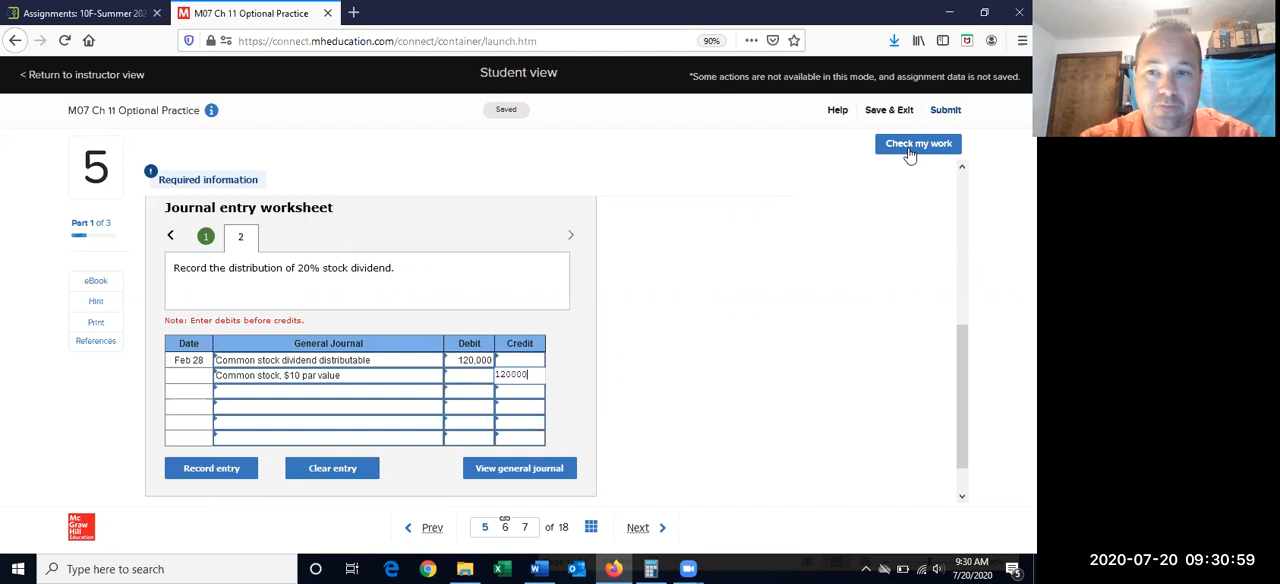 Assignments: 10F-Summer 202
M07 Ch 11 Optional Practice
https://connect.mheducation.com/connect/container/launch.htm
90%
< Return to instructor view
Student view
*Some actions are not available in this mode, and assignment data is not saved.
M07 Ch 11 Optional Practice
Saved
Help
Save & Exit
Submit
Check my work
5
Required information
Part 1 of 3
eBook
Hint
Print
References
Journal entry worksheet
1
2
Record the distribution of 20% stock dividend.
Note: Enter debits before credits.
Date General Journal Debit Credit
Feb 28 Common stock dividend distributable 120,000
Common stock, $10 par value 120000
Record entry
Clear entry
View general journal
Mc Graw Hill Education
< Prev
5 6 7 of 18
Next >
Type here to search
9:30 AM
7/20/2020
5
2020-07-20 09:30:59